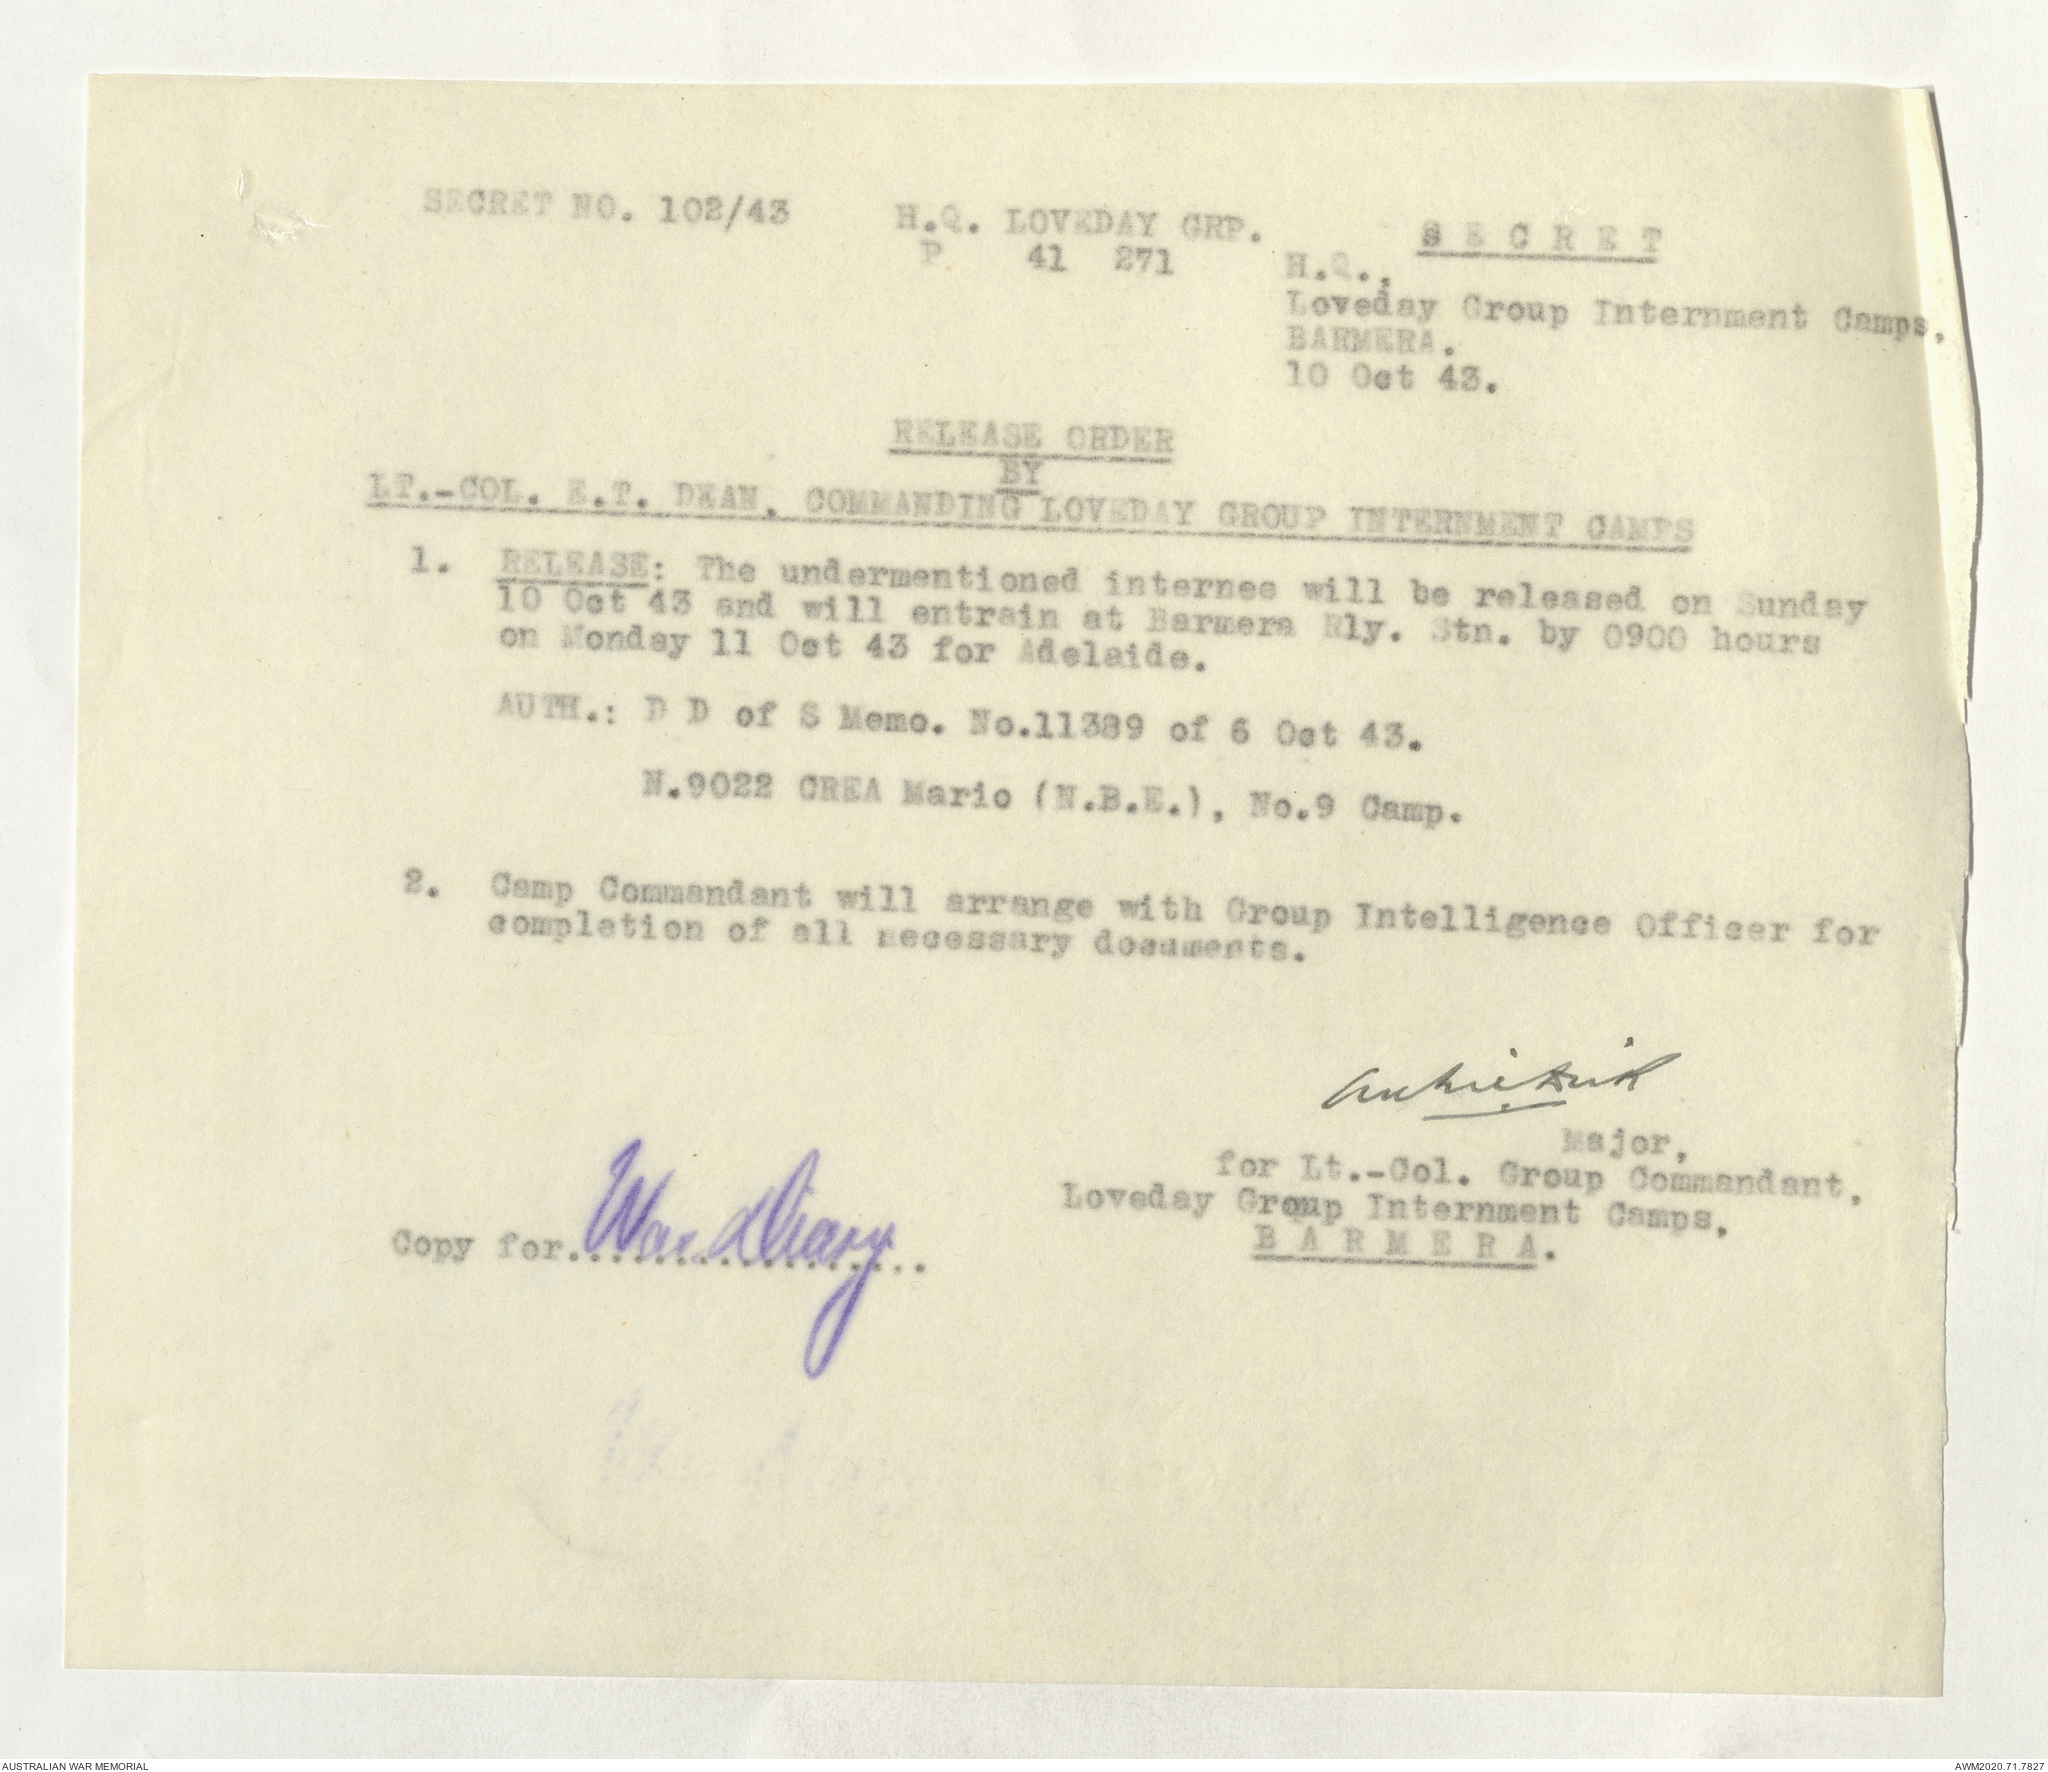 SECRET NO. 102/43
H.Q. LOVEDAY GRP.
P 41 271
S E C R E T
H.Q.,
Loveday Group Internment Camps,
BARMERA.
10 Oct 43.
RELEASE ORDER
BY
LT.-COL. E.T. DEAN, COMMANDING LOVEDAY GROUP INTERNMENT CAMPS
1. RELEASE: The undermentioned internee will be released on Sunday
10 Oct 43 and will entrain at Barmera Rly. Stn. by 0900 hours
on Monday 11 Oct 43 for Adelaide.
AUTH.: D D of S Memo. No.11389 of 6 Oct 43.
N.9022 CREA Mario (N.B.E.), No.9 Camp.
2. Camp Commandant will arrange with Group Intelligence Officer for
completion of all necessary documents.
Major,
for Lt.-Col. Group Commandant,
Loveday Group Internment Camps,
B A R M E R A.
Copy for..War Diary..
AUSTRALIAN WAR MEMORIAL
AWM2020.71.7827